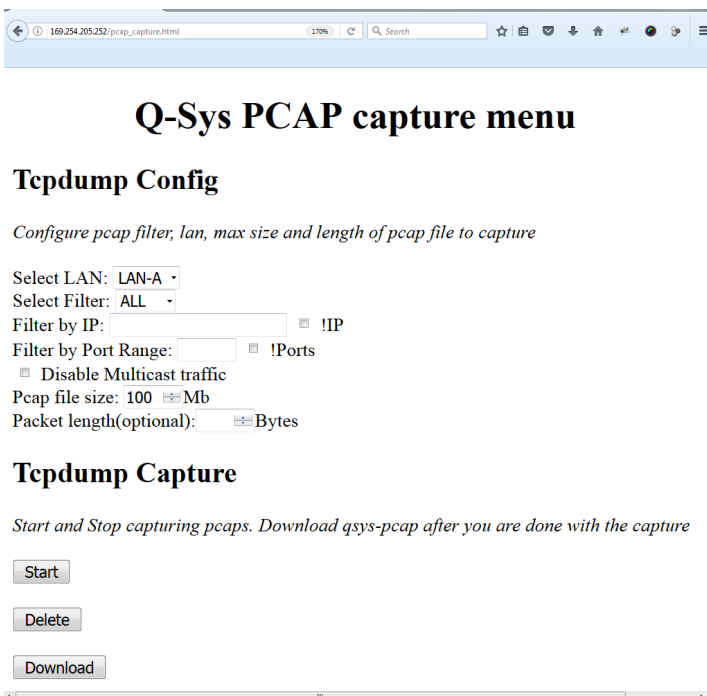 169.254.205.252/pcap_capture.html 170% Search
Q-Sys PCAP capture menu
Tcpdump Config
Configure pcap filter, lan, max size and length of pcap file to capture
Select LAN: LAN-A
Select Filter: ALL
Filter by IP: !IP
Filter by Port Range: !Ports
Disable Multicast traffic
Pcap file size: 100 Mb
Packet length(optional): Bytes
Tcpdump Capture
Start and Stop capturing pcaps. Download qsys-pcap after you are done with the capture
Start
Delete
Download